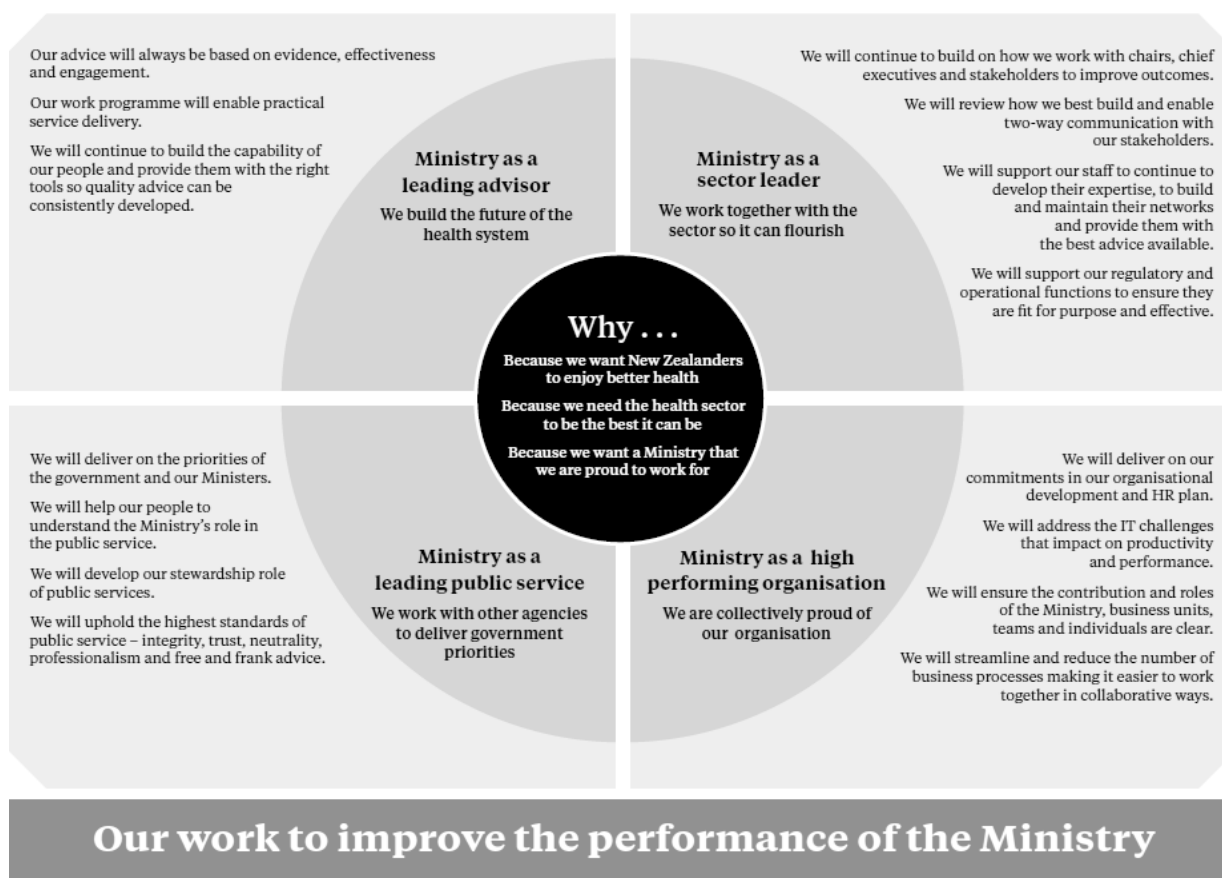 Our advice will always be based on evidence, effectiveness
and engagement.
Our work programme will enable practical
service delivery.
We will continue to build the capability of
our people and provide them with the right
tools so quality advice can be
consistently developed.
Ministry as a
leading advisor
We build the future of the
health system
We will continue to build on how we work with chairs, chief
executives and stakeholders to improve outcomes.
We will review how we best build and enable
two-way communication with
our stakeholders.
We will support our staff to continue to
develop their expertise, to build
and maintain their networks
and provide them with
the best advice available.
We will support our regulatory and
operational functions to ensure they
are fit for purpose and effective.
Ministry as a
sector leader
We work together with the
sector so it can flourish
Why . . .
Because we want New Zealanders
to enjoy better health
Because we need the health sector
to be the best it can be
Because we want a Ministry that
we are proud to work for
We will deliver on the priorities of
the government and our Ministers.
We will help our people to
understand the Ministry’s role in
the public service.
We will develop our stewardship role
of public services.
We will uphold the highest standards of
public service – integrity, trust, neutrality,
professionalism and free and frank advice.
Ministry as a
leading public service
We work with other agencies
to deliver government
priorities
Ministry as a high
performing organisation
We are collectively proud of
our organisation
We will deliver on our
commitments in our organisational
development and HR plan.
We will address the IT challenges
that impact on productivity
and performance.
We will ensure the contribution and roles
of the Ministry, business units,
teams and individuals are clear.
We will streamline and reduce the number of
business processes making it easier to work
together in collaborative ways.
Our work to improve the performance of the Ministry